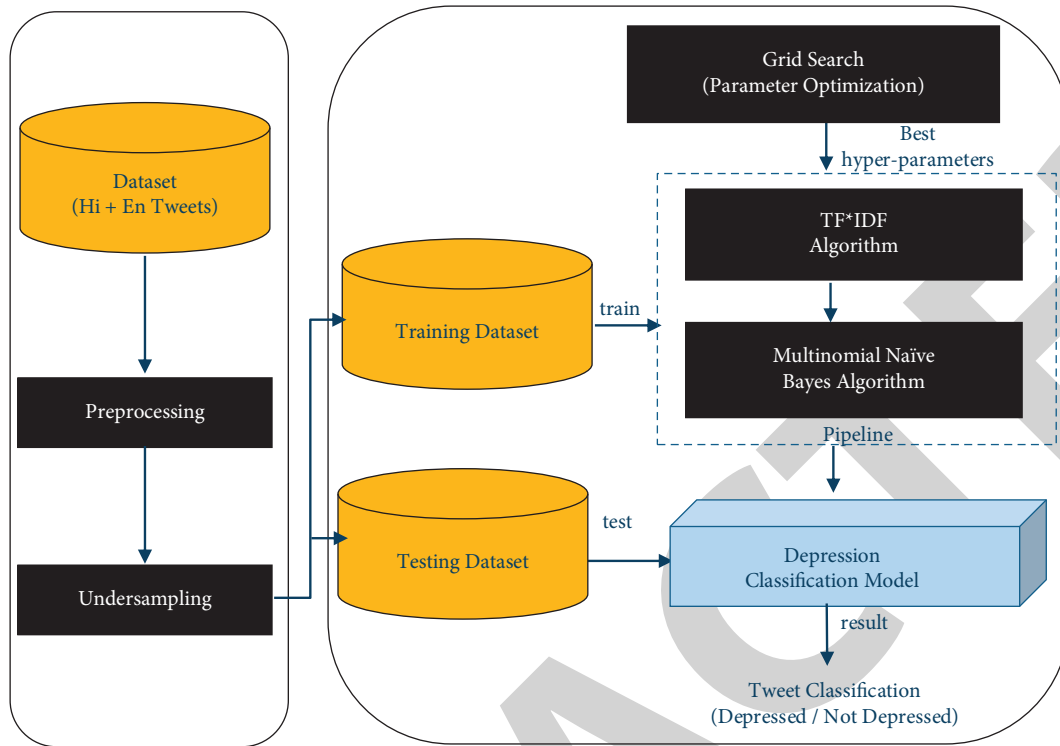 Dataset
(Hi + En Tweets)
Preprocessing
Undersampling
Grid Search
(Parameter Optimization)
Best
hyper-parameters
TF*IDF
Algorithm
Training Dataset
train
Multinomial Naïve
Bayes Algorithm
Pipeline
Testing Dataset
test
Depression
Classification Model
result
Tweet Classification
(Depressed / Not Depressed)